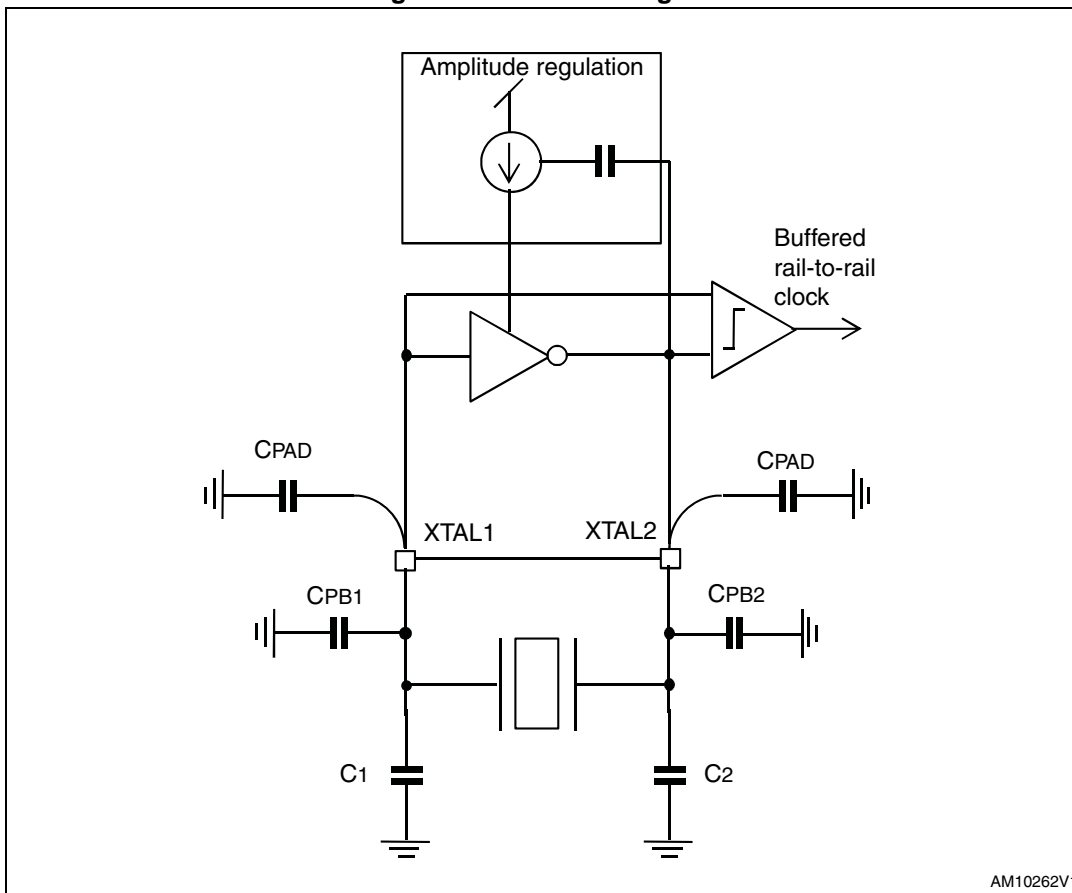 Amplitude regulation
Buffered
rail-to-rail
clock
CPAD
CPAD
XTAL1
XTAL2
CPB1
CPB2
C1
C2
AM10262V1